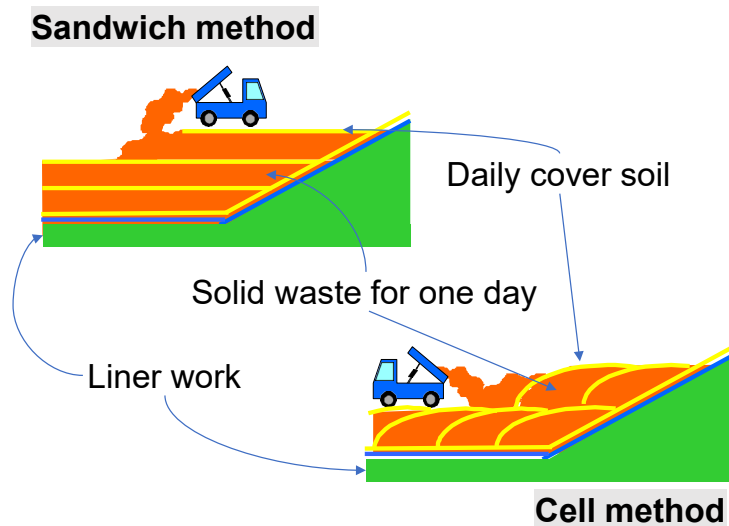 Sandwich method
Daily cover soil
Solid waste for one day
Liner work
Cell method